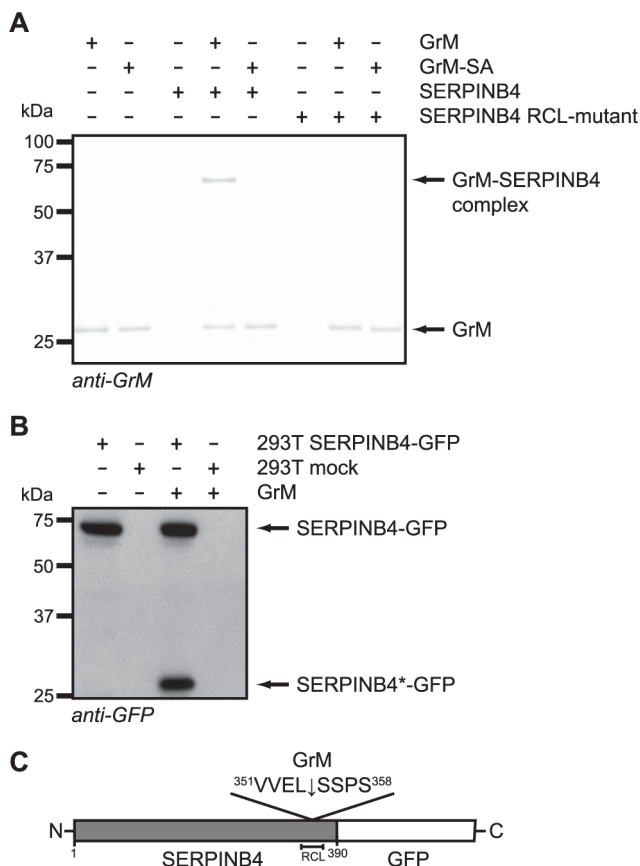 A
+ – – + – – + – GrM
– + – – + – – + GrM-SA
– – + + + – – – SERPINB4
– – – – – + + + SERPINB4 RCL-mutant
kDa
100
75
50
37
25
GrM-SERPINB4
complex
GrM
anti-GrM
B
+ – + – 293T SERPINB4-GFP
– + – + 293T mock
– – + + GrM
kDa
75
50
37
25
SERPINB4-GFP
SERPINB4*-GFP
anti-GFP
C
GrM
351VVEL↓SSPS358
N C
1 RCL 390
SERPINB4 GFP